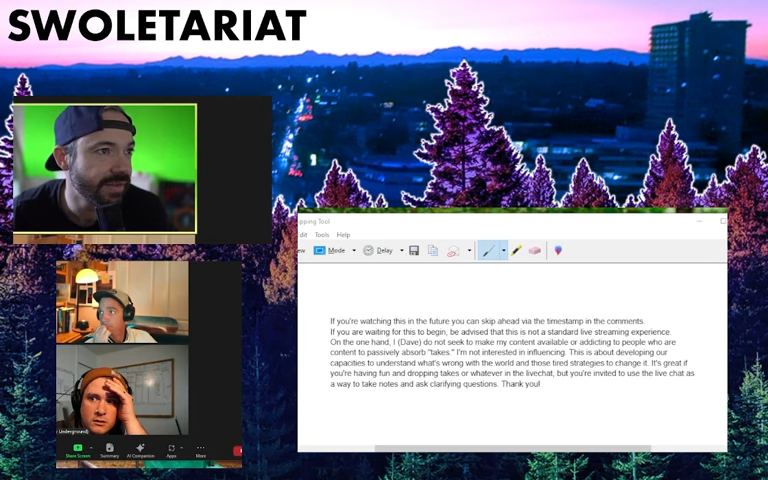 SWOLETARIAT
pping Tool
dit Tools Help
ew Mode Delay
If you're watching this in the future you can skip ahead via the timestamp in the comments.
If you are waiting for this to begin, be advised that this is not a standard live streaming experience.
On the one hand, I (Dave) do not seek to make my content available or addicting to people who are
content to passively absorb "takes." I'm not interested in influencing. This is about developing our
capacities to understand what's wrong with the world and those tired strategies to change it. It's great if
you're having fun and dropping takes or whatever in the livechat, but you're invited to use the live chat as
a way to take notes and ask clarifying questions. Thank you!
Underground)
Share Screen Summary AI Companion Apps More